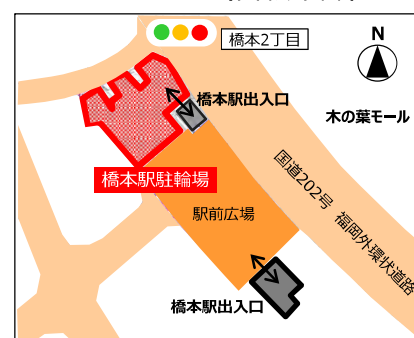 橋本2丁目
N
橋本駅出入口
木の葉モール
橋本駅駐輪場
国道202号 福岡外環状道路
駅前広場
橋本駅出入口